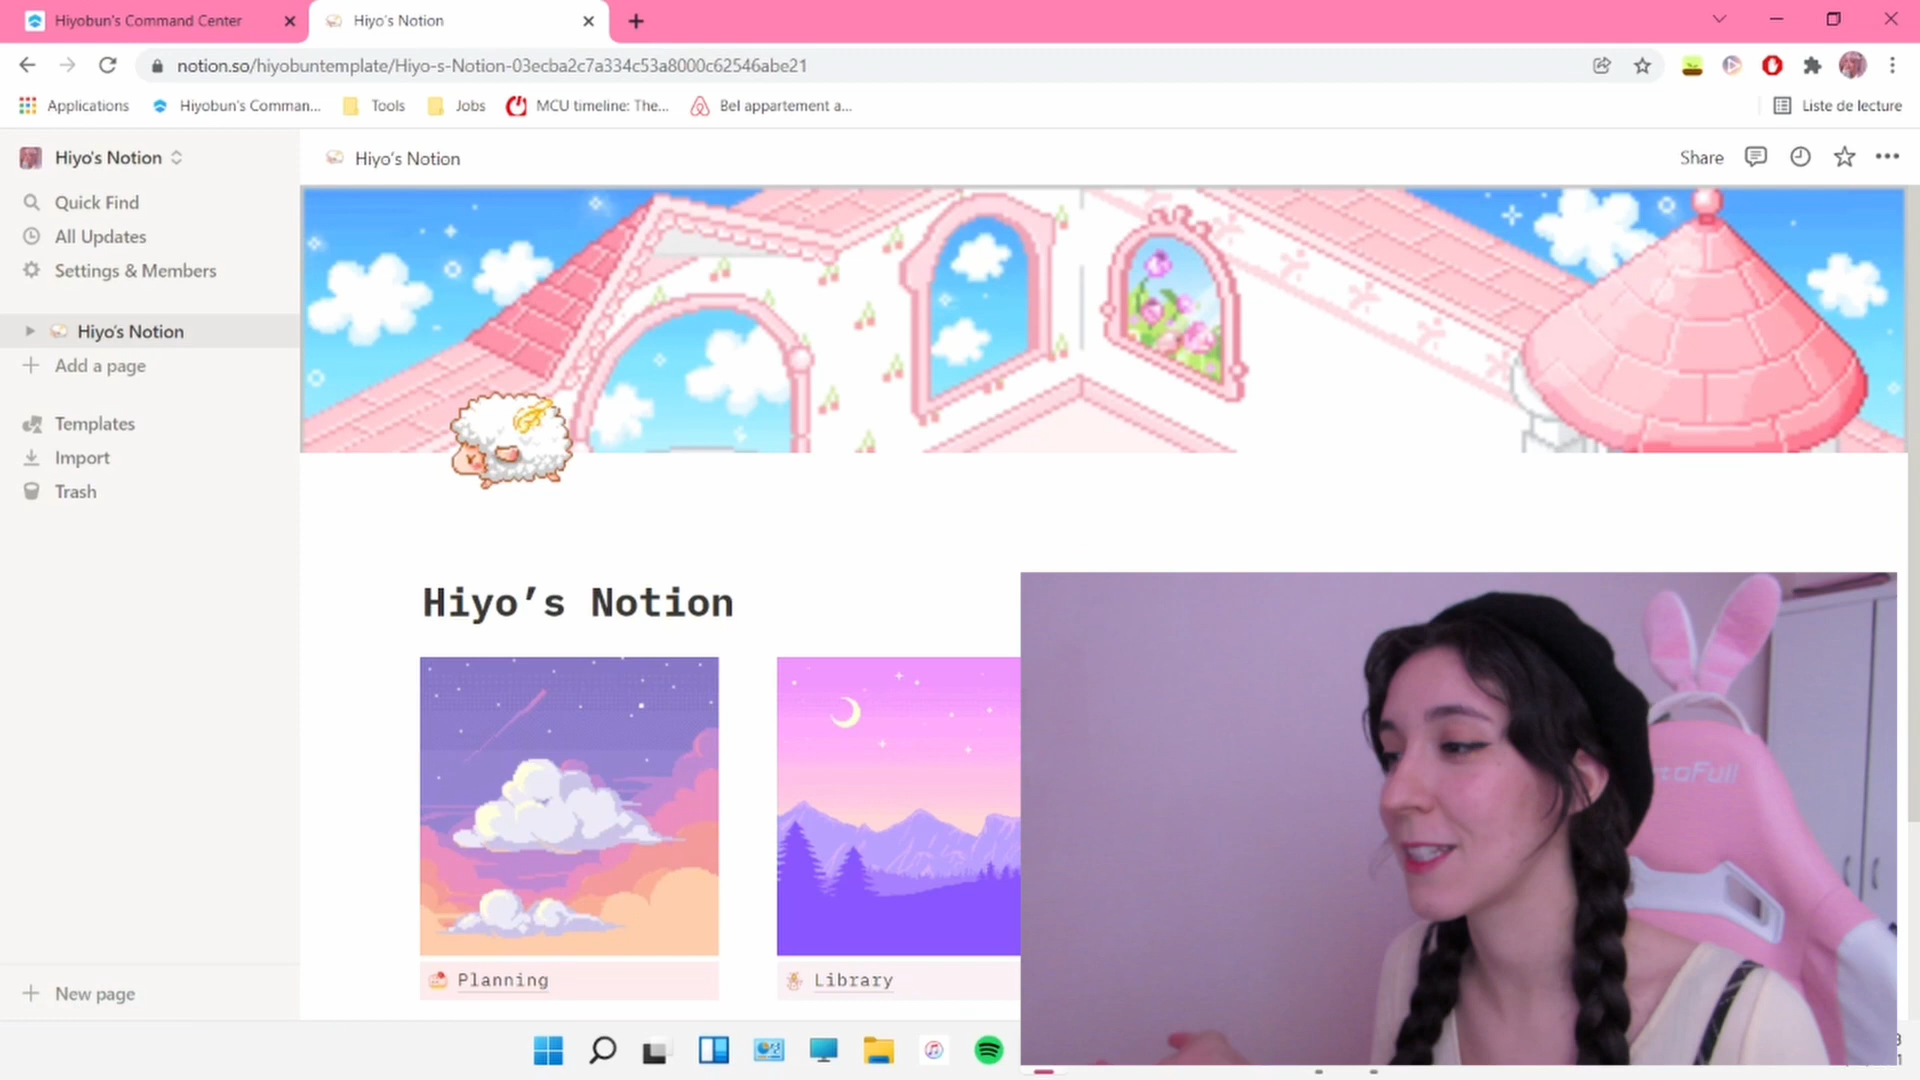 Hiyobun's Command Center
Hiyo's Notion
notion.so/hiyobuntemplate/Hiyo-s-Notion-03ecba2c7a334c53a8000c62546abe21
Applications
Hiyobun's Comman...
Tools
Jobs
MCU timeline: The...
Bel appartement a...
Liste de lecture
Hiyo's Notion
Hiyo's Notion
Share
Quick Find
All Updates
Settings & Members
Hiyo's Notion
Add a page
Templates
Import
Trash
Hiyo's Notion
Planning
Library
New page